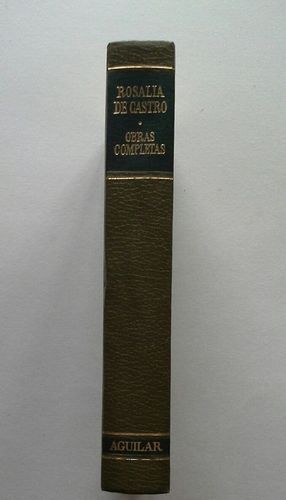 ROSALIA
DE CASTRO
•
OBRAS
COMPLETAS
AGUILAR